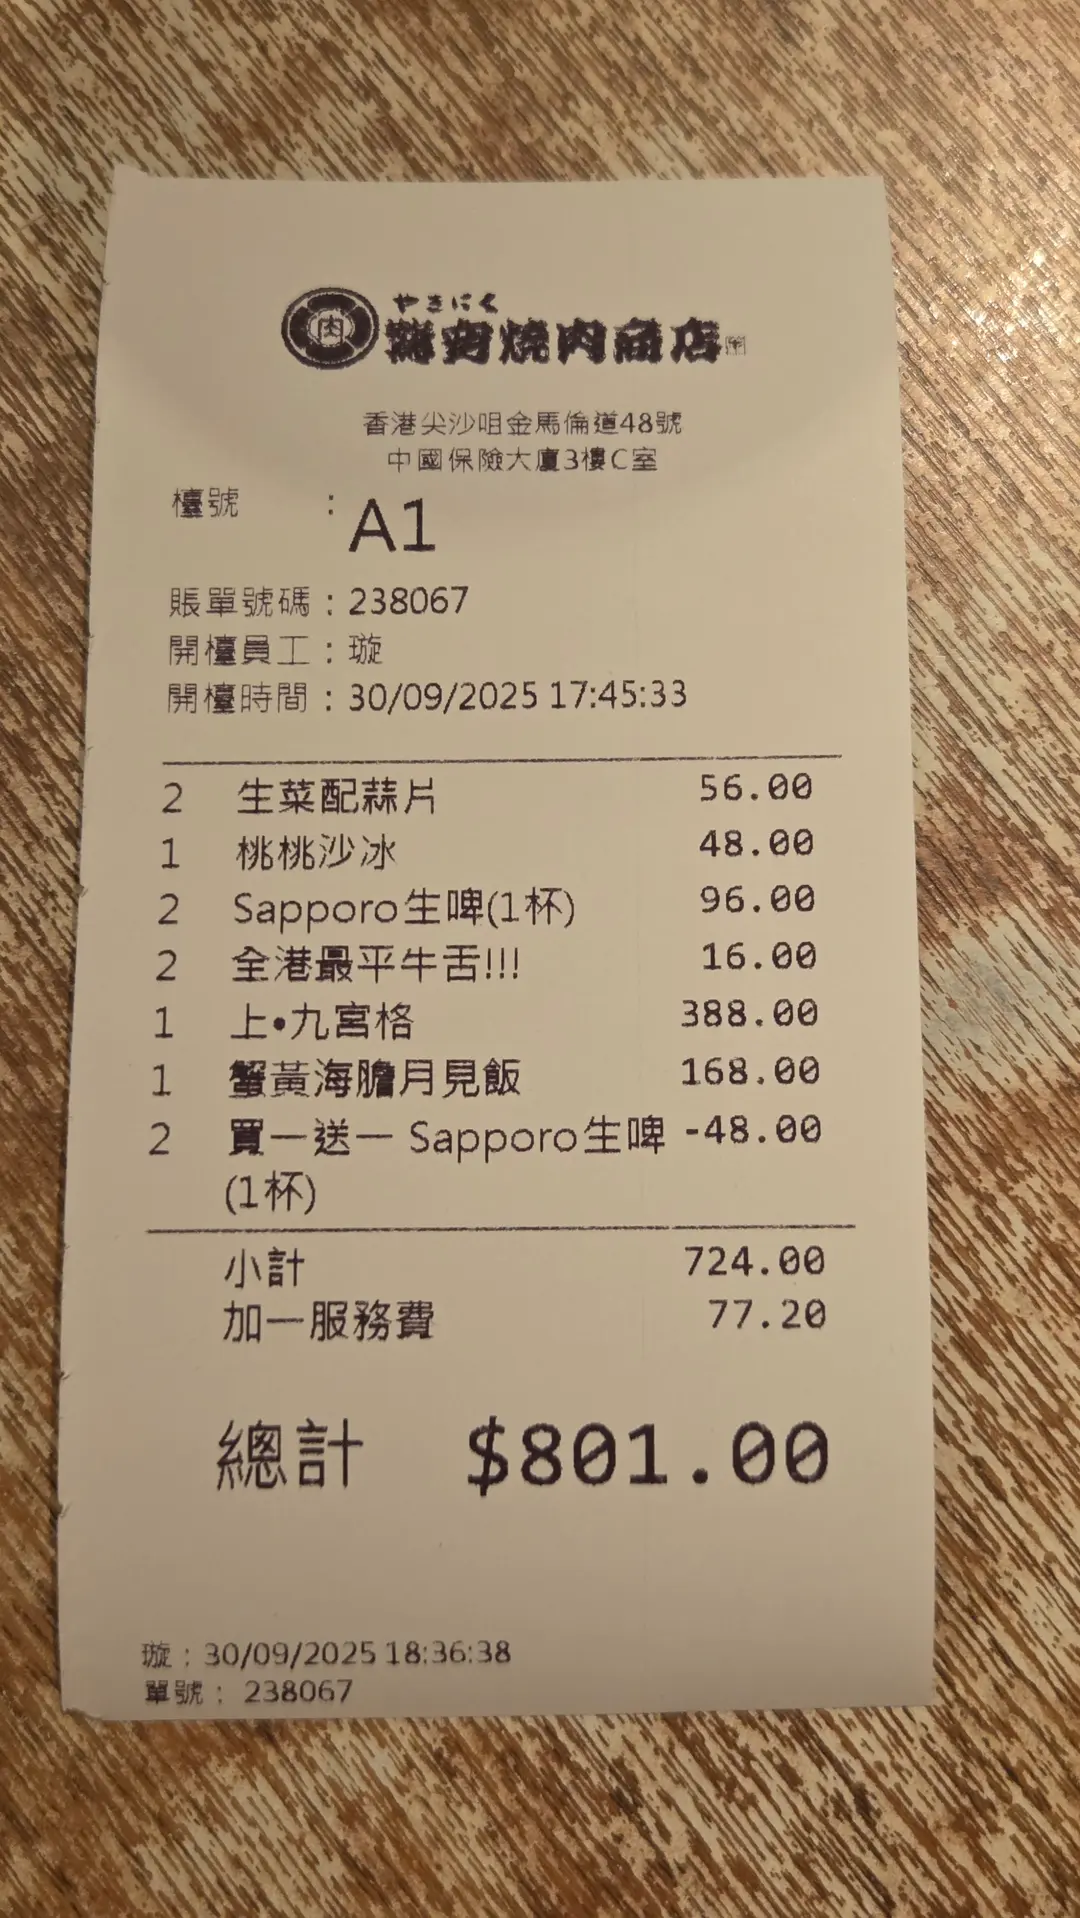 肉
やきにく
燒肉商店
香港尖沙咀金馬倫道48號
中國保險大廈3樓C室
檯號 : A1
賬單號碼 : 238067
開檯員工 : 璇
開檯時間 : 30/09/2025 17:45:33
2 生菜配蒜片 56.00
1 桃桃沙冰 48.00
2 Sapporo生啤(1杯) 96.00
2 全港最平牛舌!!! 16.00
1 上•九宮格 388.00
1 蟹黃海膽月見飯 168.00
2 買一送一 Sapporo生啤 -48.00
(1杯)
小計 724.00
加一服務費 77.20
總計 $801.00
璇 : 30/09/2025 18:36:38
單號 : 238067